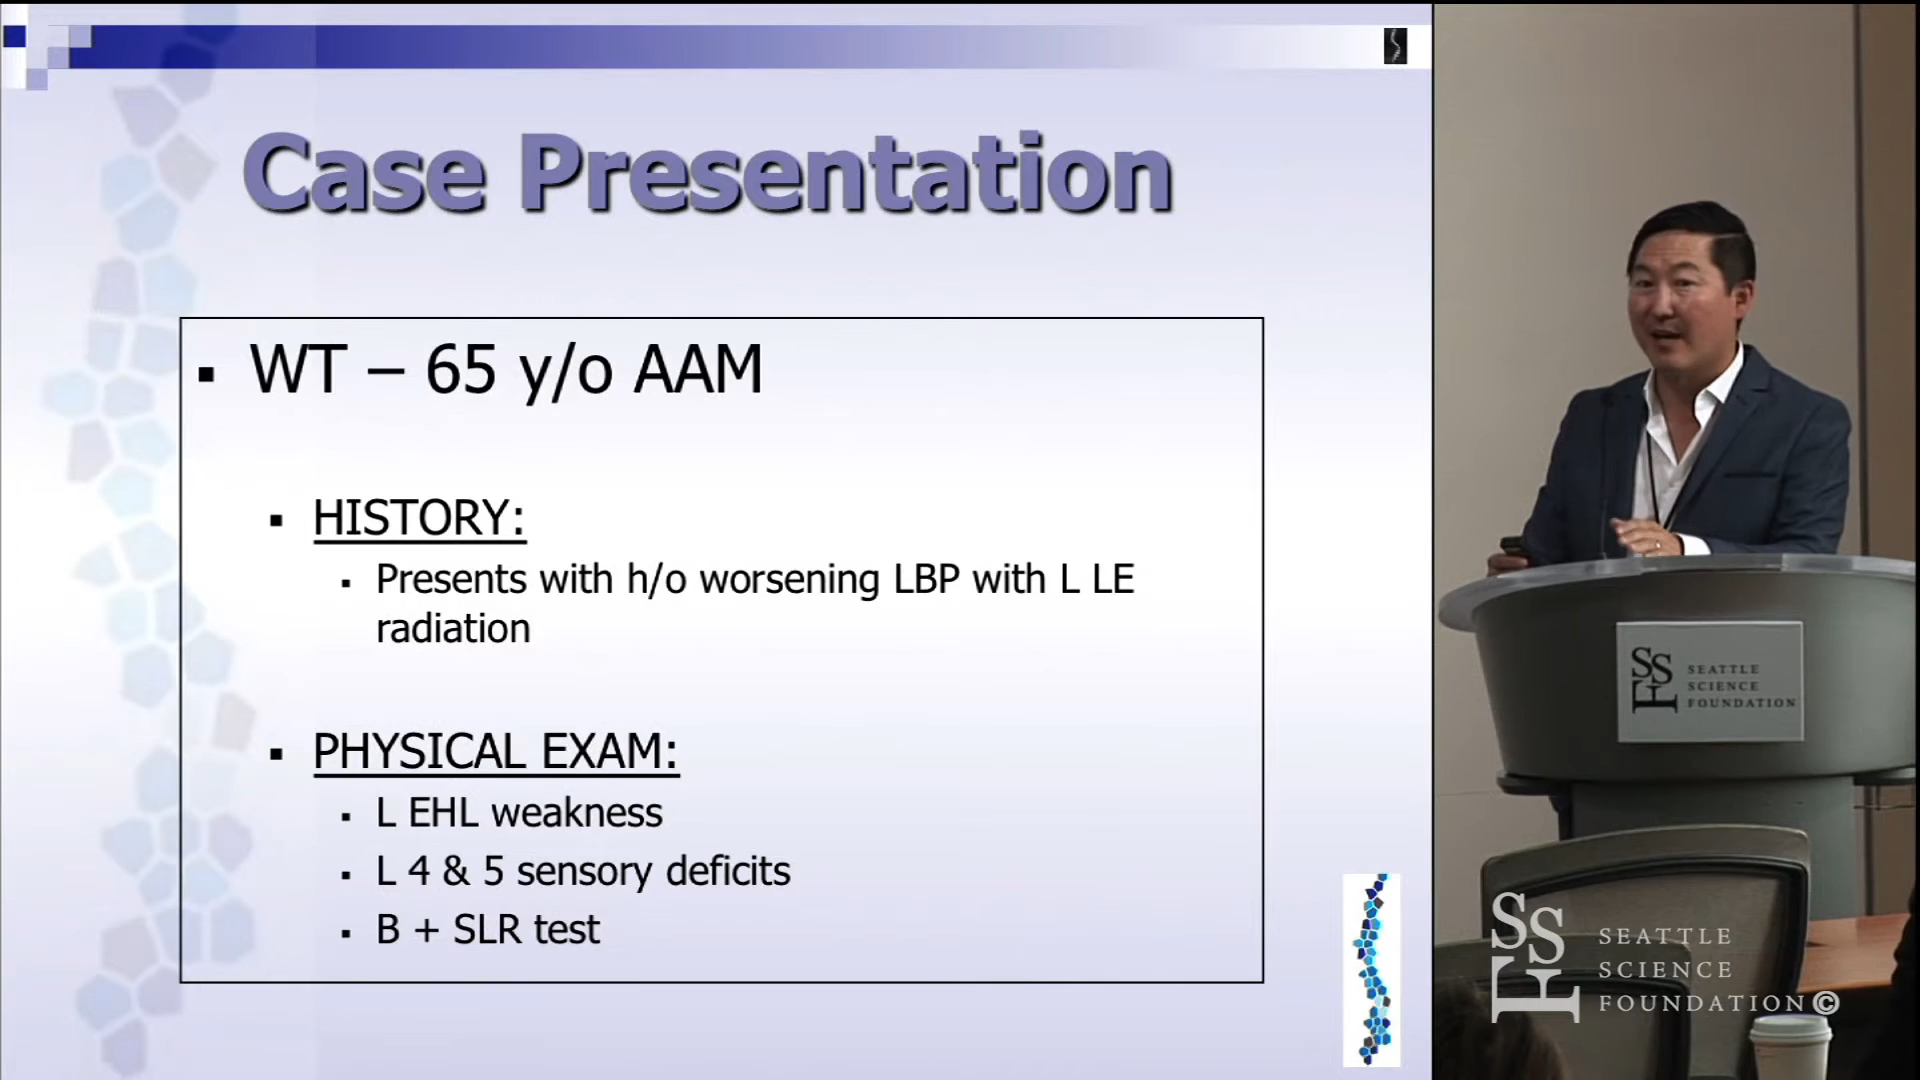 Case Presentation
WT – 65 y/o AAM
HISTORY:
Presents with h/o worsening LBP with L LE
radiation
PHYSICAL EXAM:
L EHL weakness
L 4 & 5 sensory deficits
B + SLR test
SSF SEATTLE
SCIENCE
FOUNDATION
SSF SEATTLE
SCIENCE
FOUNDATION©